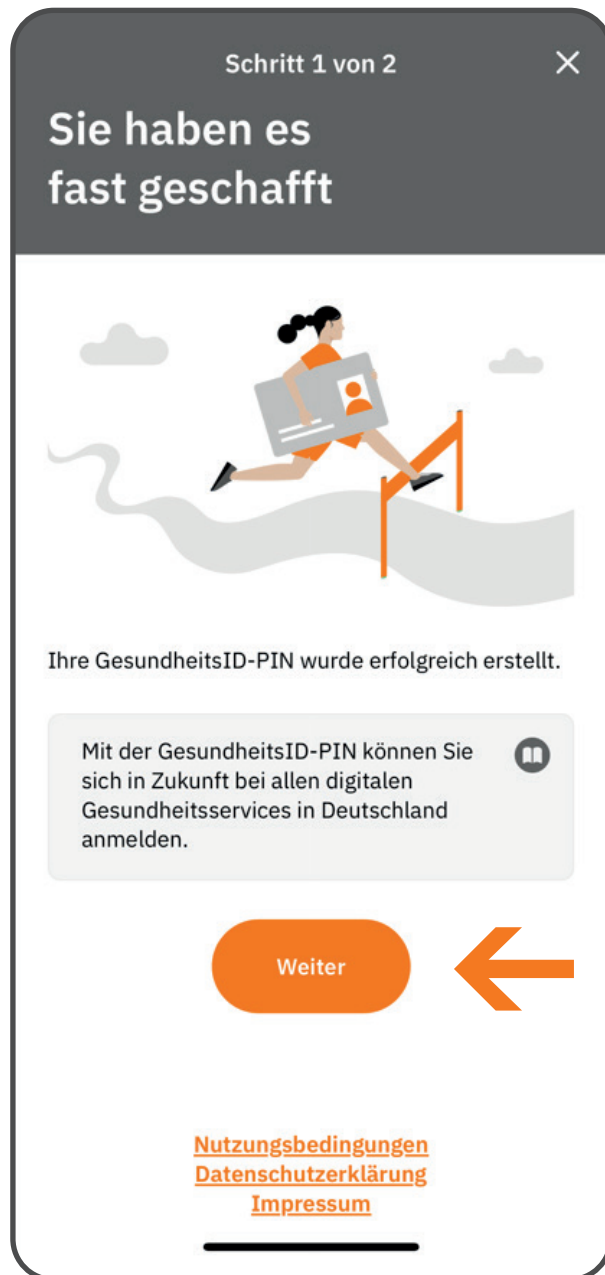 Schritt 1 von 2
Sie haben es
fast geschafft
Ihre GesundheitsID-PIN wurde erfolgreich erstellt.
Mit der GesundheitsID-PIN können Sie
sich in Zukunft bei allen digitalen
Gesundheitsservices in Deutschland
anmelden.
Weiter
Nutzungsbedingungen
Datenschutzerklärung
Impressum